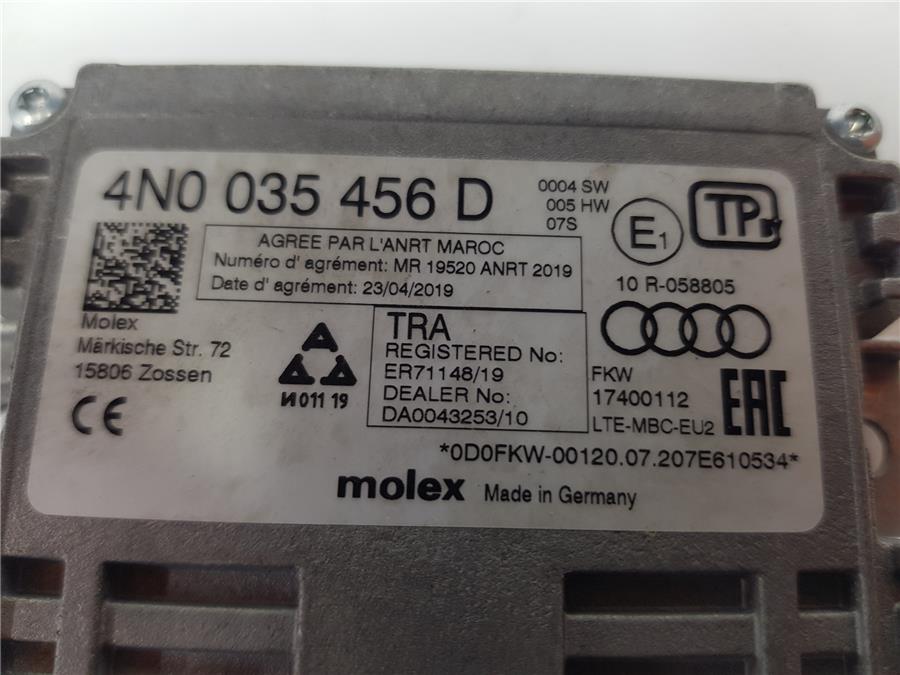 4N0 035 456 D
0004 SW
005 HW
07S
E1
TP
10 R-058805
AGREE PAR L'ANRT MAROC
Numéro d' agrément: MR 19520 ANRT 2019
Date d' agrément: 23/04/2019
Molex
Märkische Str. 72
15806 Zossen
CE
И 011 19
TRA
REGISTERED No:
ER71148/19
DEALER No:
DA0043253/10
FKW
17400112
LTE-MBC-EU2
EAC
*0D0FKW-00120.07.207E610534*
molex Made in Germany